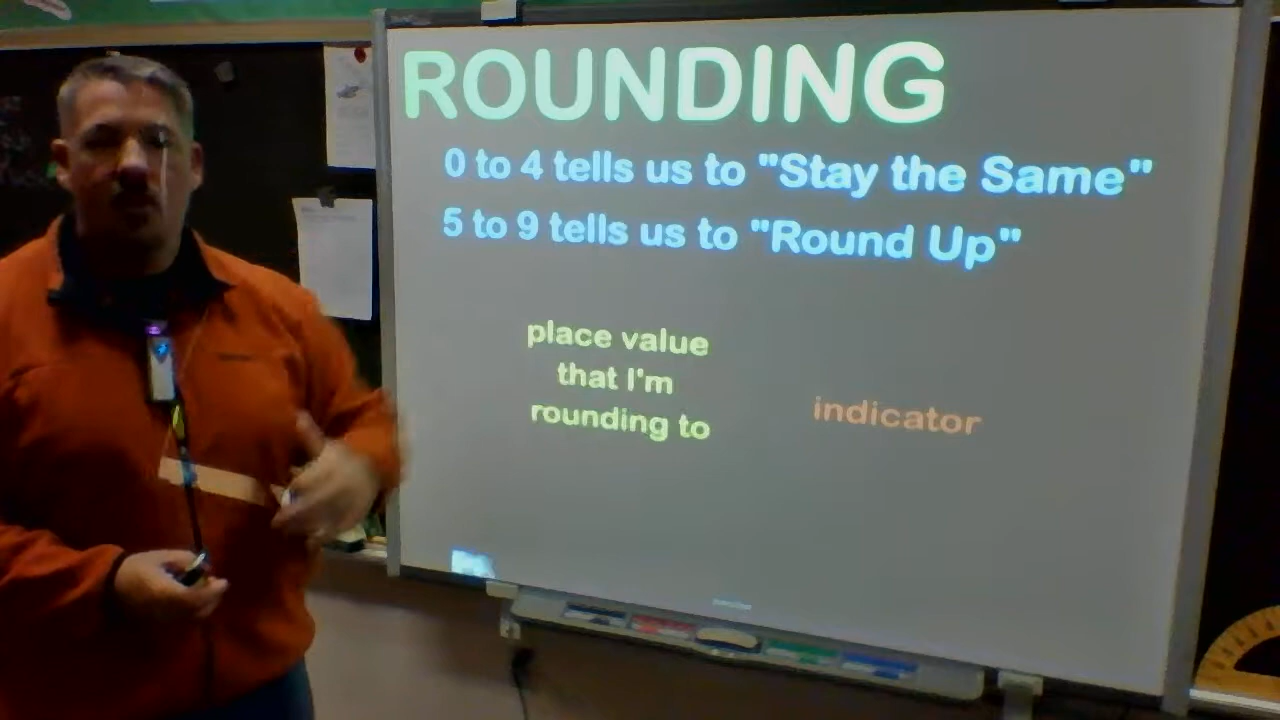 ROUNDING
0 to 4 tells us to "Stay the Same"
5 to 9 tells us to "Round Up"
place value
that I'm
rounding to
indicator